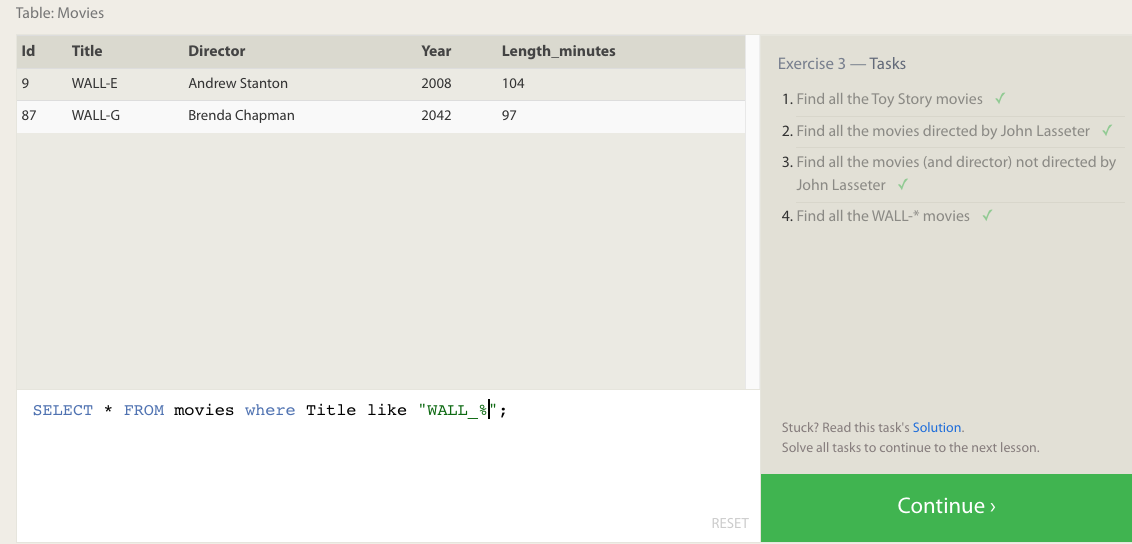 Table: Movies
Id Title Director Year Length_minutes
9 WALL-E Andrew Stanton 2008 104
87 WALL-G Brenda Chapman 2042 97
SELECT * FROM movies where Title like "WALL_%";
RESET
Exercise 3 — Tasks
1. Find all the Toy Story movies ✓
2. Find all the movies directed by John Lasseter ✓
3. Find all the movies (and director) not directed by
John Lasseter ✓
4. Find all the WALL-* movies ✓
Stuck? Read this task's Solution.
Solve all tasks to continue to the next lesson.
Continue ›